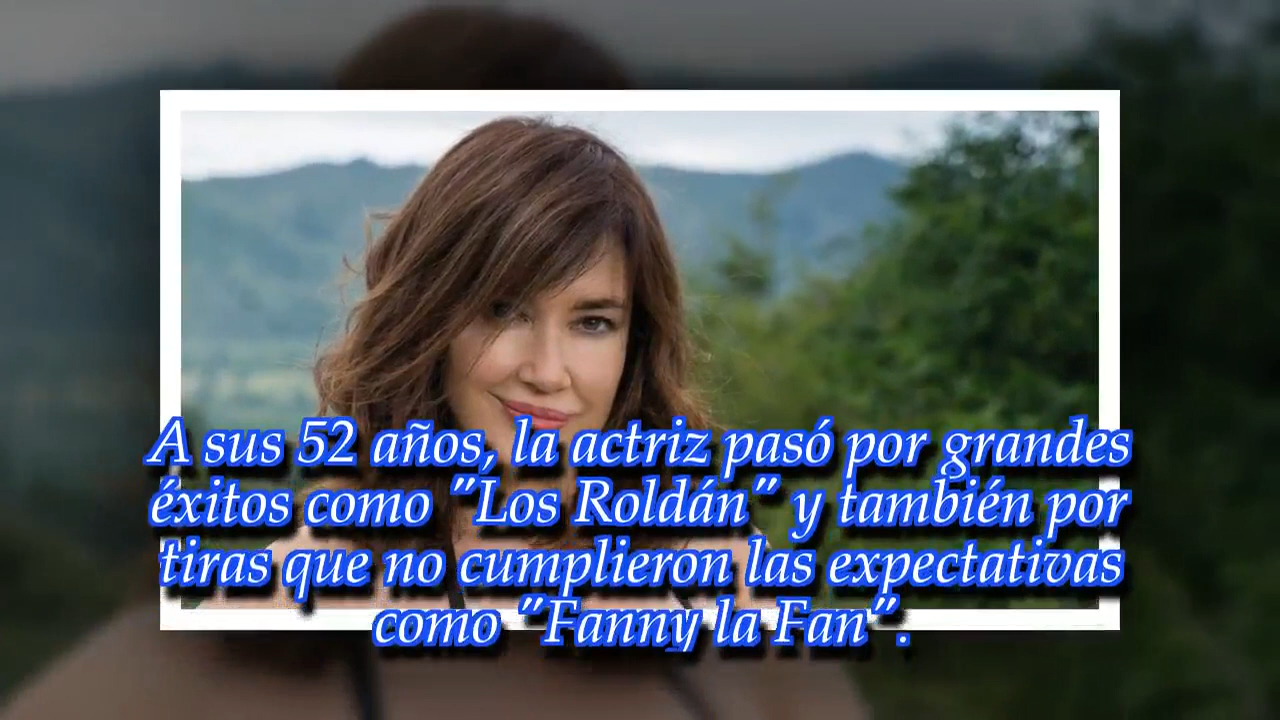 A sus 52 años, la actriz pasó por grandes
éxitos como "Los Roldán" y también por
tiras que no cumplieron las expectativas
como "Fanny la Fan".